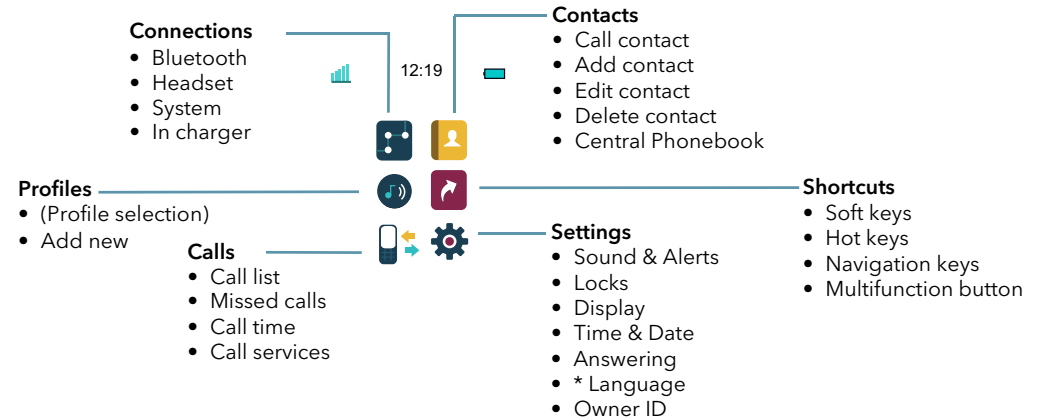 Connections
• Bluetooth
• Headset
• System
• In charger
12:19
Contacts
• Call contact
• Add contact
• Edit contact
• Delete contact
• Central Phonebook
Profiles
• (Profile selection)
• Add new
Shortcuts
• Soft keys
• Hot keys
• Navigation keys
• Multifunction button
Calls
• Call list
• Missed calls
• Call time
• Call services
Settings
• Sound & Alerts
• Locks
• Display
• Time & Date
• Answering
• * Language
• Owner ID